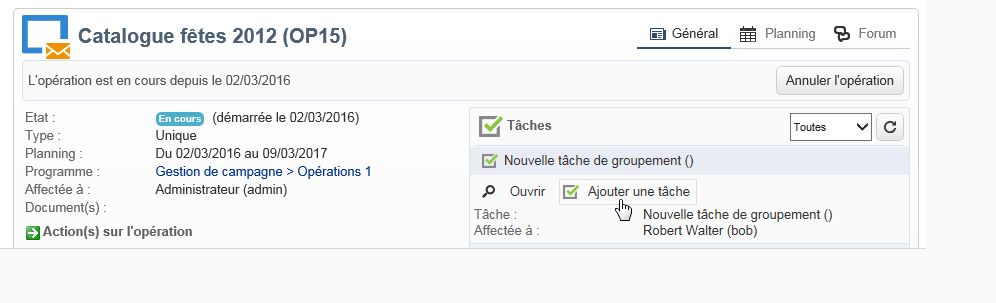 Catalogue fêtes 2012 (OP15)
Général Planning Forum
L'opération est en cours depuis le 02/03/2016
Annuler l'opération
Etat : En cours (démarrée le 02/03/2016)
Type : Unique
Planning : Du 02/03/2016 au 09/03/2017
Programme : Gestion de campagne > Opérations 1
Affectée à : Administrateur (admin)
Document(s) :
Action(s) sur l'opération
Tâches
Toutes
Nouvelle tâche de groupement ()
Ouvrir Ajouter une tâche
Tâche : Nouvelle tâche de groupement ()
Affectée à : Robert Walter (bob)